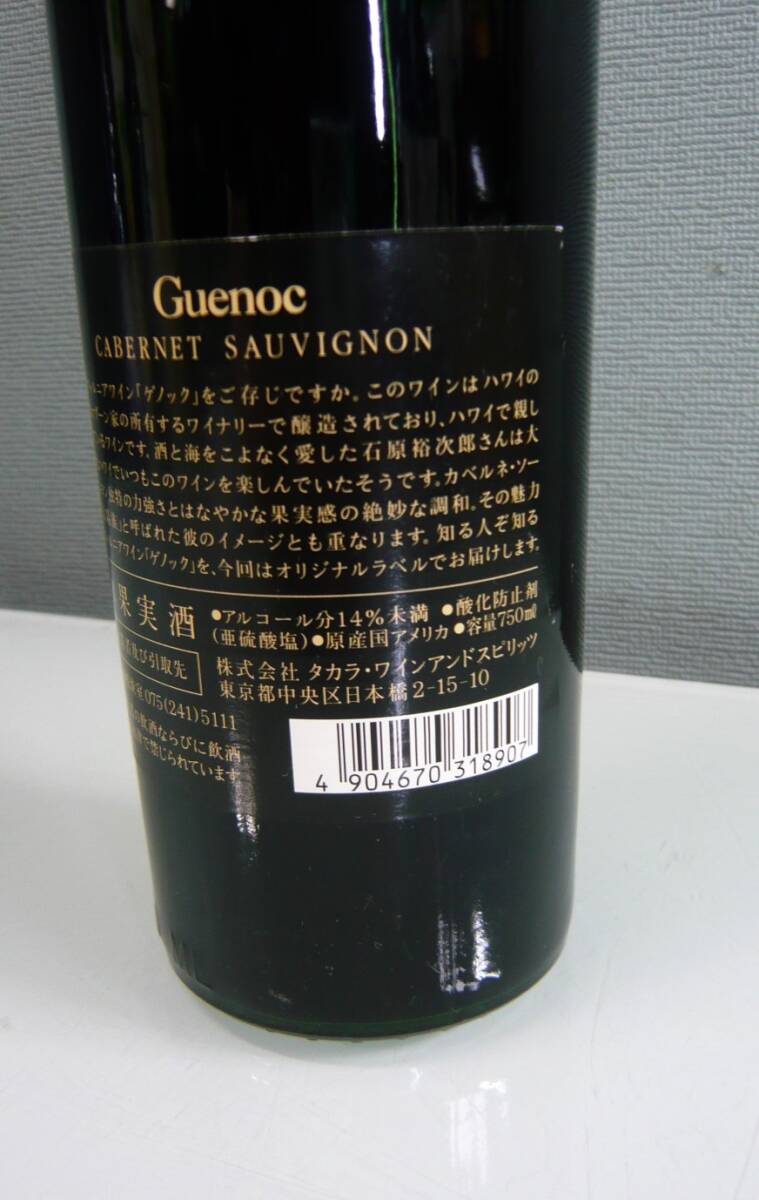 Guenoc
CABERNET SAUVIGNON
ルニアワイン「ゲノック」をご存じですか。このワインはハワイの
ーン家の所有するワイナリーで醸造されており、ハワイで親し
るワインです。酒と海をこよなく愛した石原裕次郎さんは大
ワイでいつもこのワインを楽しんでいたそうです。カベルネ・ソー
ン独特の力強さとはなやかな果実感の絶妙な調和。その魅力
」と呼ばれた彼のイメージとも重なります。知る人ぞ知る
ニアワイン「ゲノック」を、今回はオリジナルラベルでお届けします。
果実酒
●アルコール分14%未満 ●酸化防止剤
(亜硫酸塩)●原産国アメリカ●容量750ml
名及び引取先
株式会社 タカラ・ワインアンドスピリッツ
東京都中央区日本橋2-15-10
室075(241)5111
の飲酒ならびに飲酒
で禁じられています
4 904670 318907
ML